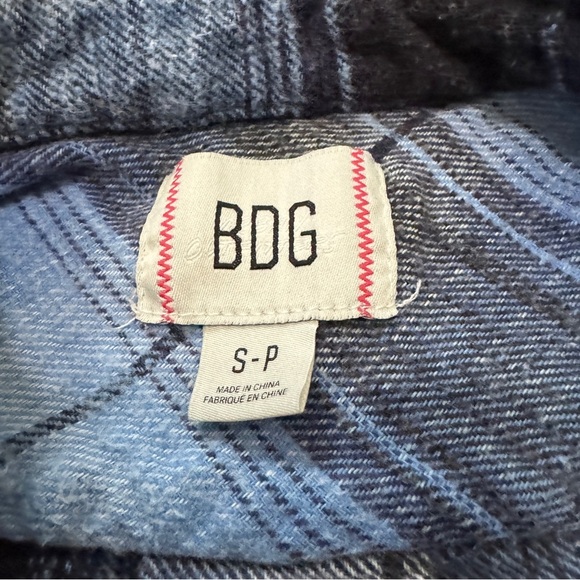 BDG
S-P
MADE IN CHINA
FABRIQUÉ EN CHINE